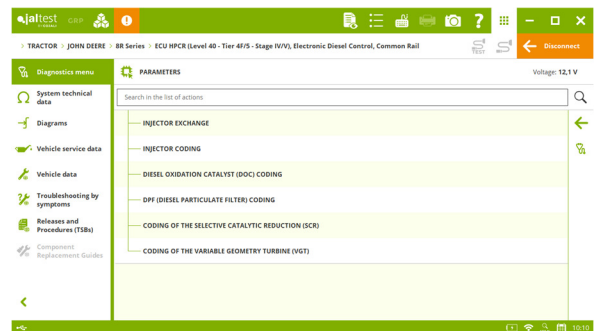 jaltest GRP
BY COJALI
> TRACTOR > JOHN DEERE > 8R Series > ECU HPCR (Level 40 - Tier 4F/5 - Stage IV/V), Electronic Diesel Control, Common Rail
TEST
Disconnect
Diagnostics menu
PARAMETERS
Voltage: 12,1 V
System technical
data
Search in the list of actions
Diagrams
Vehicle service data
Vehicle data
Troubleshooting by
symptoms
Releases and
Procedures (TSBs)
Component
Replacement Guides
INJECTOR EXCHANGE
INJECTOR CODING
DIESEL OXIDATION CATALYST (DOC) CODING
DPF (DIESEL PARTICULATE FILTER) CODING
CODING OF THE SELECTIVE CATALYTIC REDUCTION (SCR)
CODING OF THE VARIABLE GEOMETRY TURBINE (VGT)
10:10